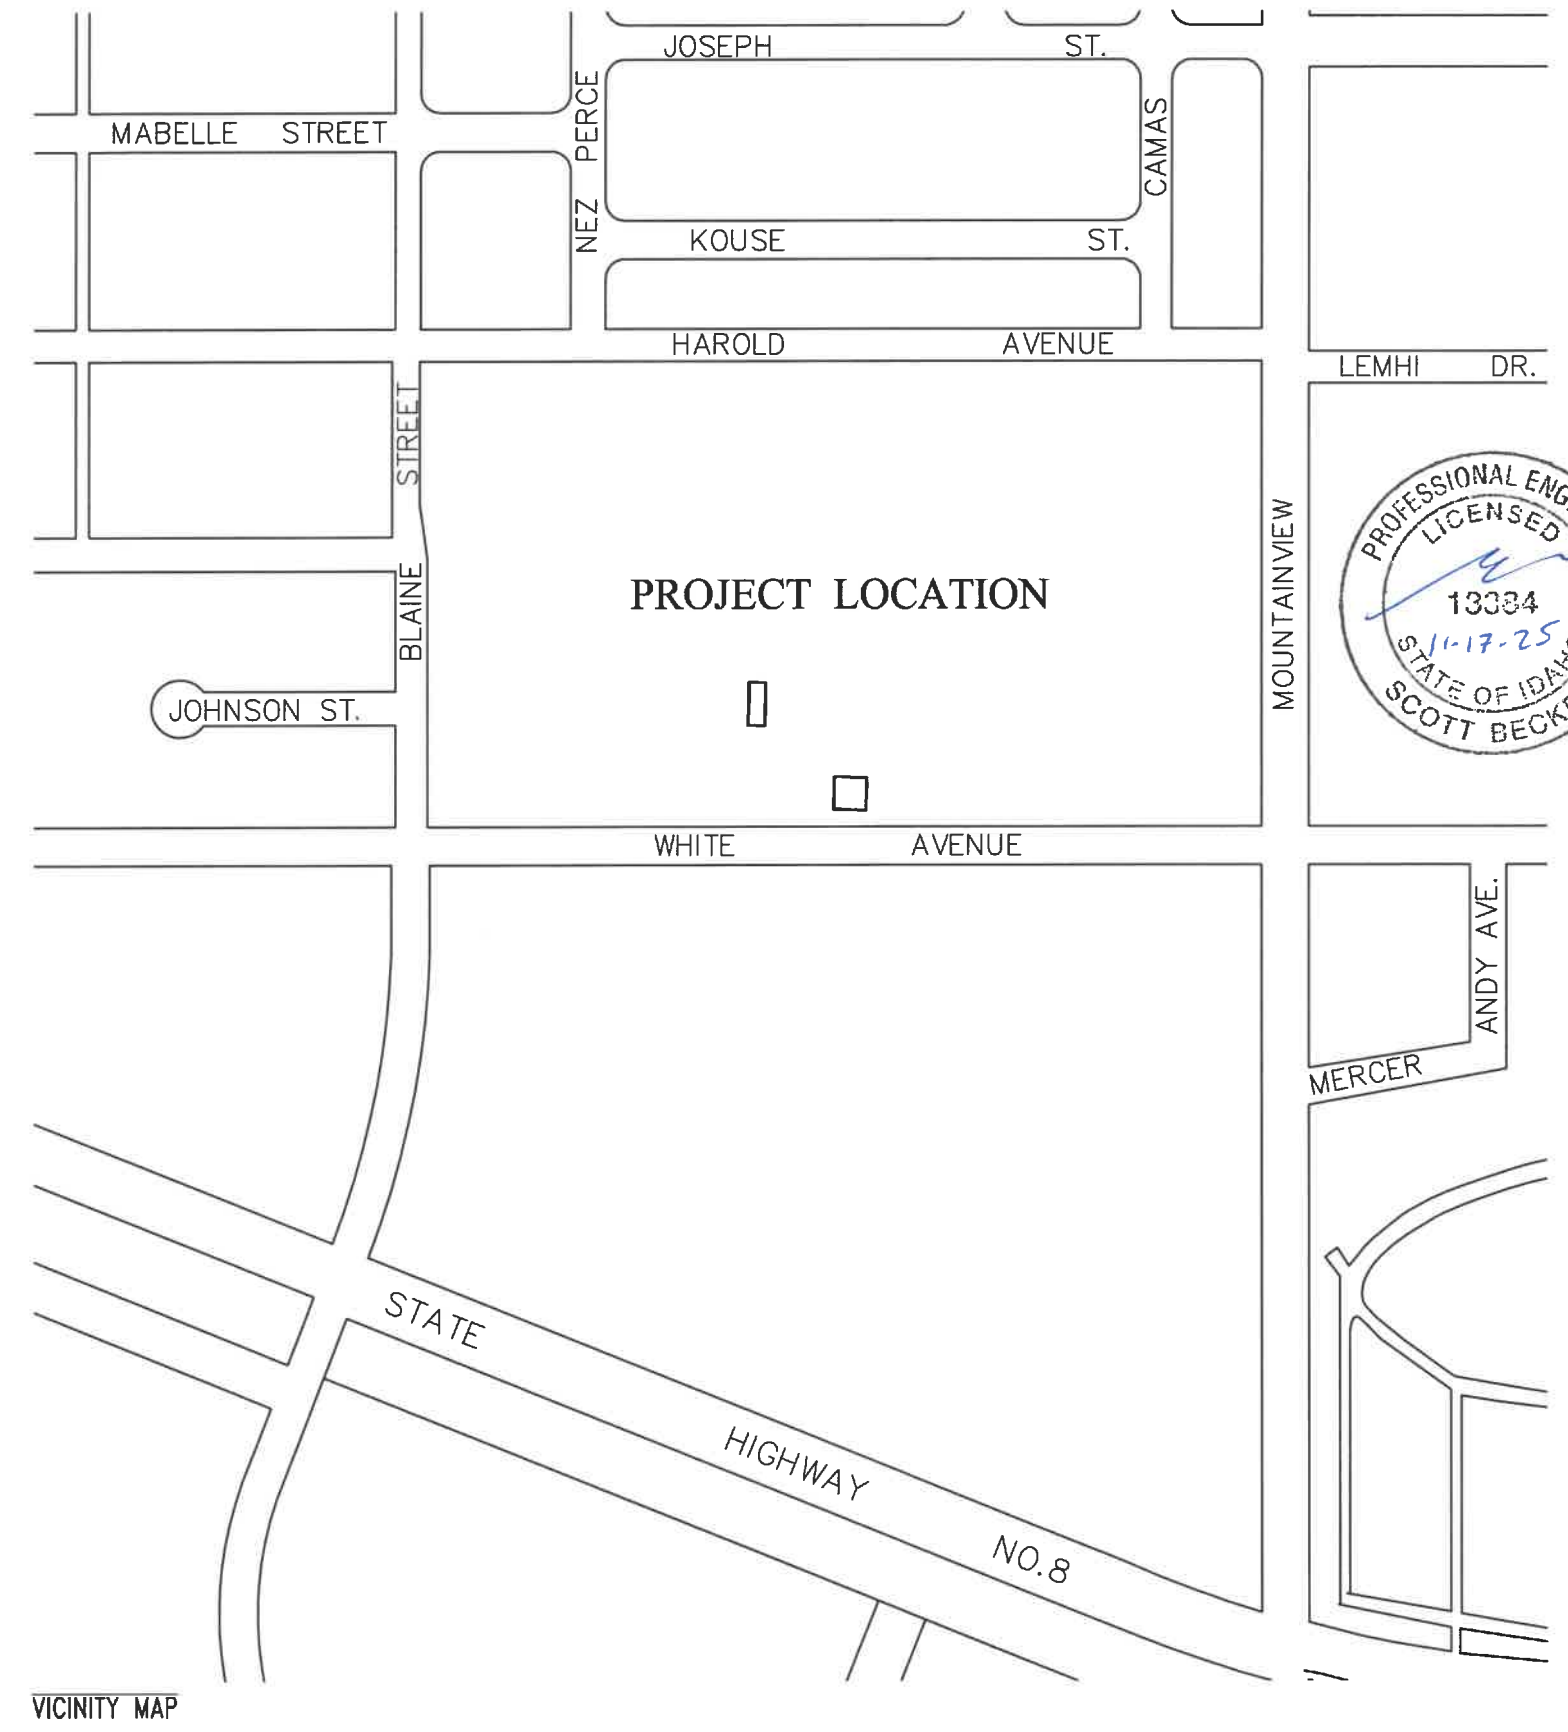 JOSEPH ST.
MABELLE STREET
NEZ PERCE
CAMAS
KOUSE ST.
HAROLD AVENUE
LEMHI DR.
BLAINE STREET
MOUNTAINVIEW
PROFESSIONAL ENG
LICENSED
13384
11-17-25
STATE OF IDAH
SCOTT BECK
PROJECT LOCATION
JOHNSON ST.
WHITE AVENUE
ANDY AVE.
MERCER
STATE HIGHWAY NO.8
VICINITY MAP